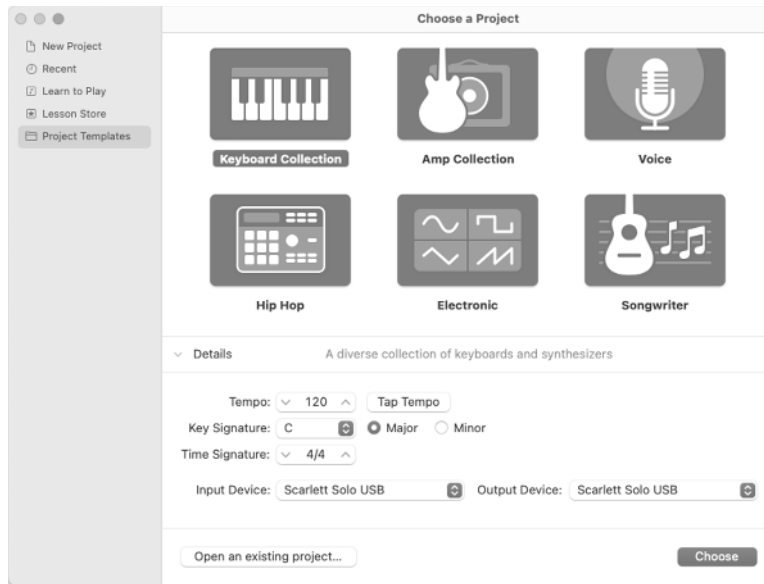 Choose a Project
New Project
Recent
Learn to Play
Lesson Store
Project Templates
Keyboard Collection
Amp Collection
Voice
Hip Hop
Electronic
Songwriter
Details
A diverse collection of keyboards and synthesizers
Tempo: 120 Tap Tempo
Key Signature: C Major Minor
Time Signature: 4/4
Input Device: Scarlett Solo USB Output Device: Scarlett Solo USB
Open an existing project... Choose